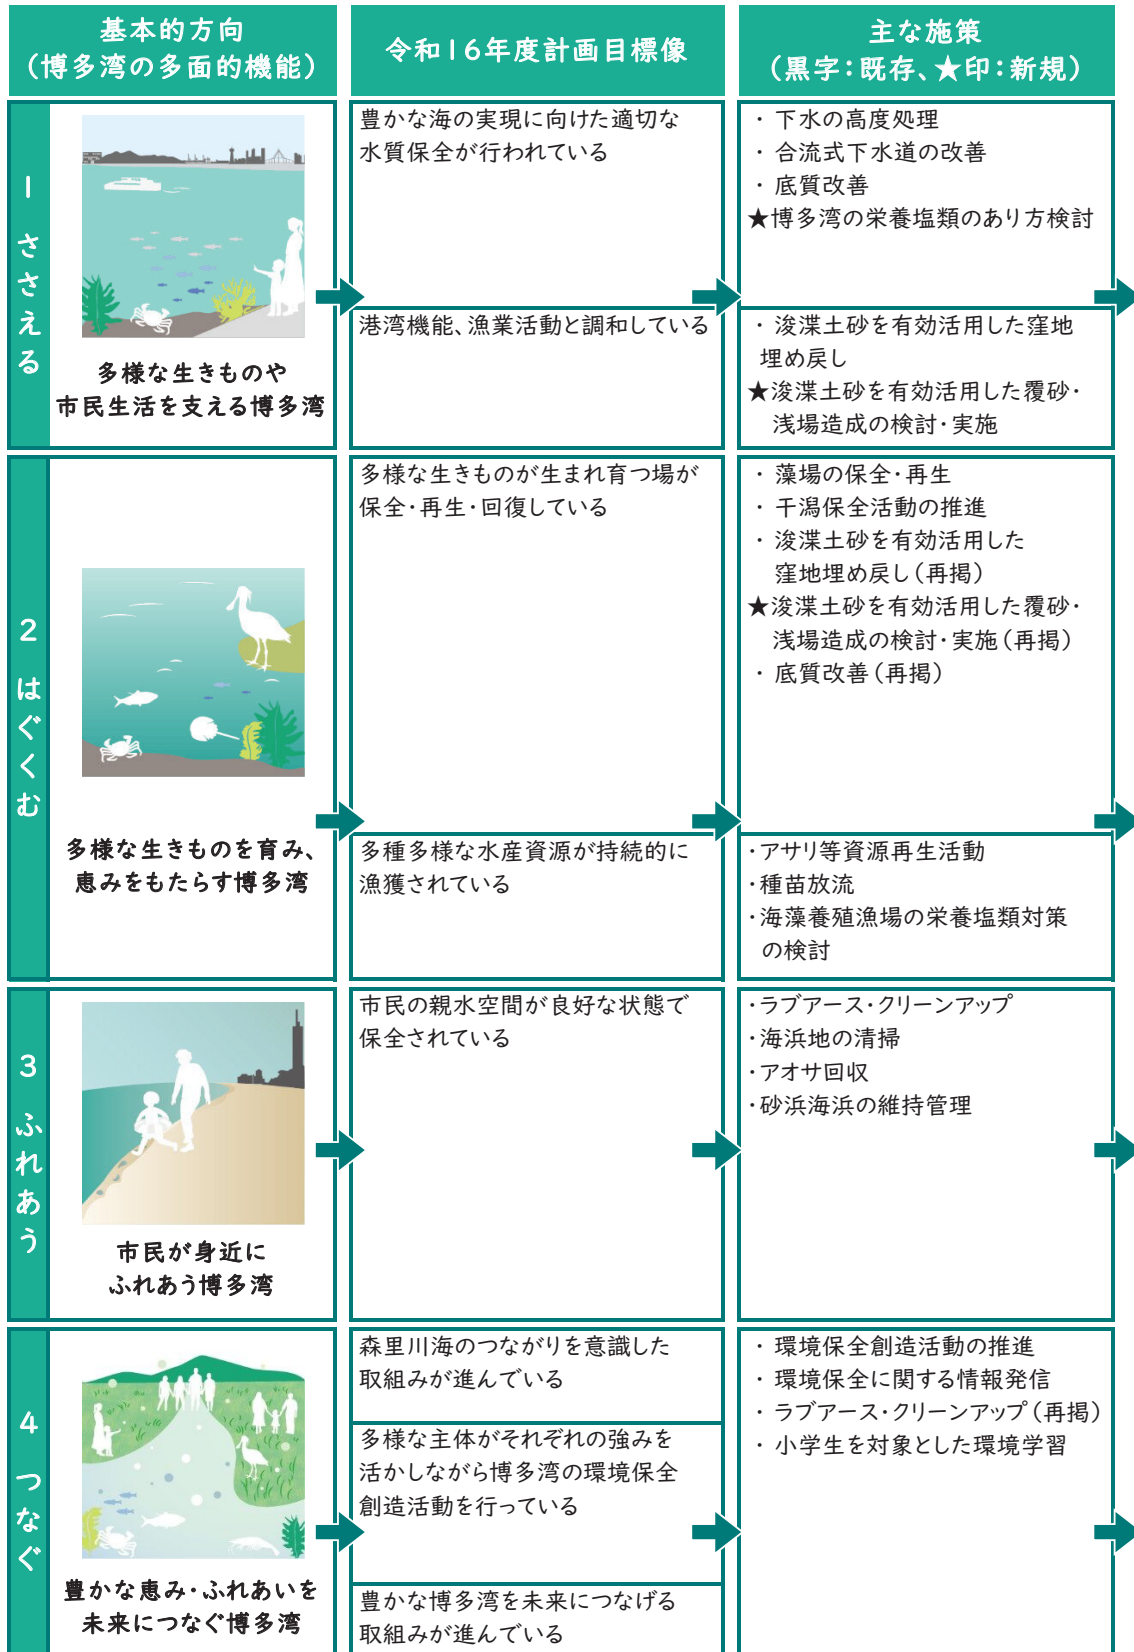 基本的方向
（博多湾の多面的機能）
令和16年度計画目標像
主な施策
（黒字：既存、★印：新規）
1 ささえる
多様な生きものや
市民生活を支える博多湾
豊かな海の実現に向けた適切な
水質保全が行われている
・ 下水の高度処理
・ 合流式下水道の改善
・ 底質改善
★博多湾の栄養塩類のあり方検討
港湾機能、漁業活動と調和している
・ 浚渫土砂を有効活用した窪地
埋め戻し
★浚渫土砂を有効活用した覆砂・
浅場造成の検討・実施
2 はぐくむ
多様な生きものを育み、
恵みをもたらす博多湾
多様な生きものが生まれ育つ場が
保全・再生・回復している
・ 藻場の保全・再生
・ 干潟保全活動の推進
・ 浚渫土砂を有効活用した
窪地埋め戻し（再掲）
★浚渫土砂を有効活用した覆砂・
浅場造成の検討・実施（再掲）
・ 底質改善（再掲）
多種多様な水産資源が持続的に
漁獲されている
・アサリ等資源再生活動
・種苗放流
・海藻養殖漁場の栄養塩類対策
の検討
3 ふれあう
市民が身近に
ふれあう博多湾
市民の親水空間が良好な状態で
保全されている
・ラブアース・クリーンアップ
・海浜地の清掃
・アオサ回収
・砂浜海浜の維持管理
4 つなぐ
豊かな恵み・ふれあいを
未来につなぐ博多湾
森里川海のつながりを意識した
取組みが進んでいる
多様な主体がそれぞれの強みを
活かしながら博多湾の環境保全
創造活動を行っている
豊かな博多湾を未来につなげる
取組みが進んでいる
・ 環境保全創造活動の推進
・ 環境保全に関する情報発信
・ ラブアース・クリーンアップ（再掲）
・ 小学生を対象とした環境学習